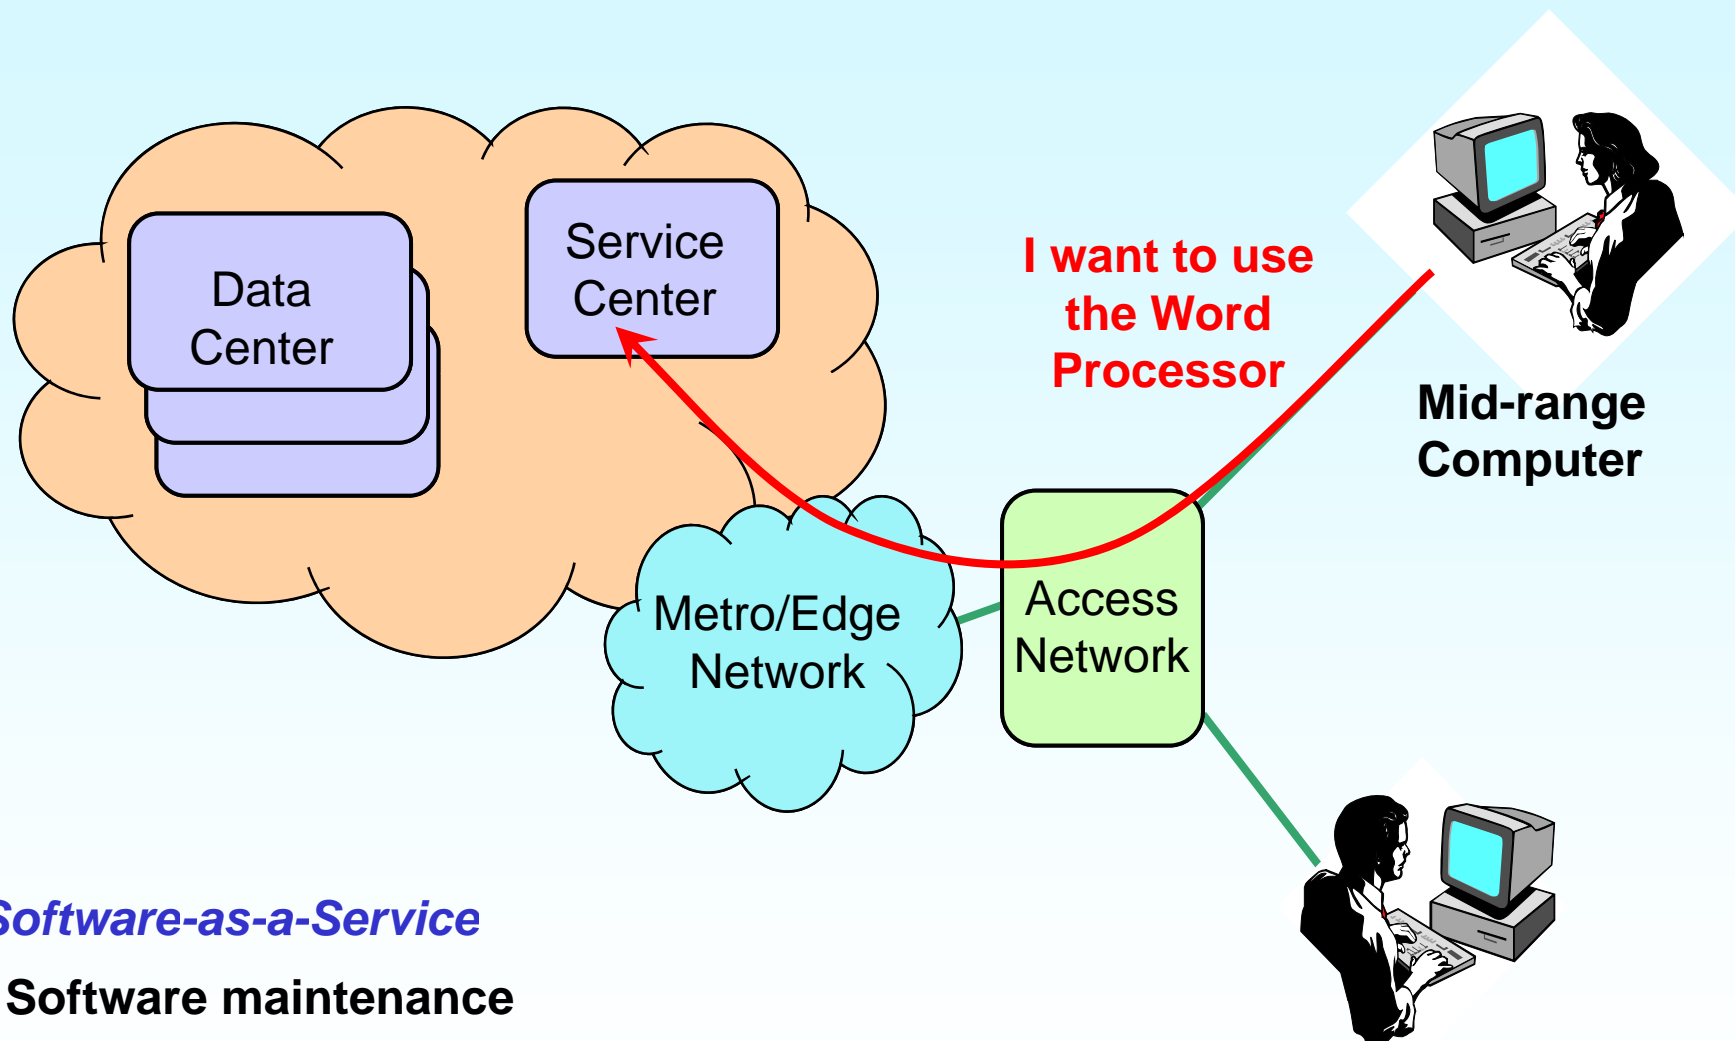 Data
Center
Service
Center
I want to use
the Word
Processor
Mid-range
Computer
Metro/Edge
Network
Access
Network
Software-as-a-Service
Software maintenance